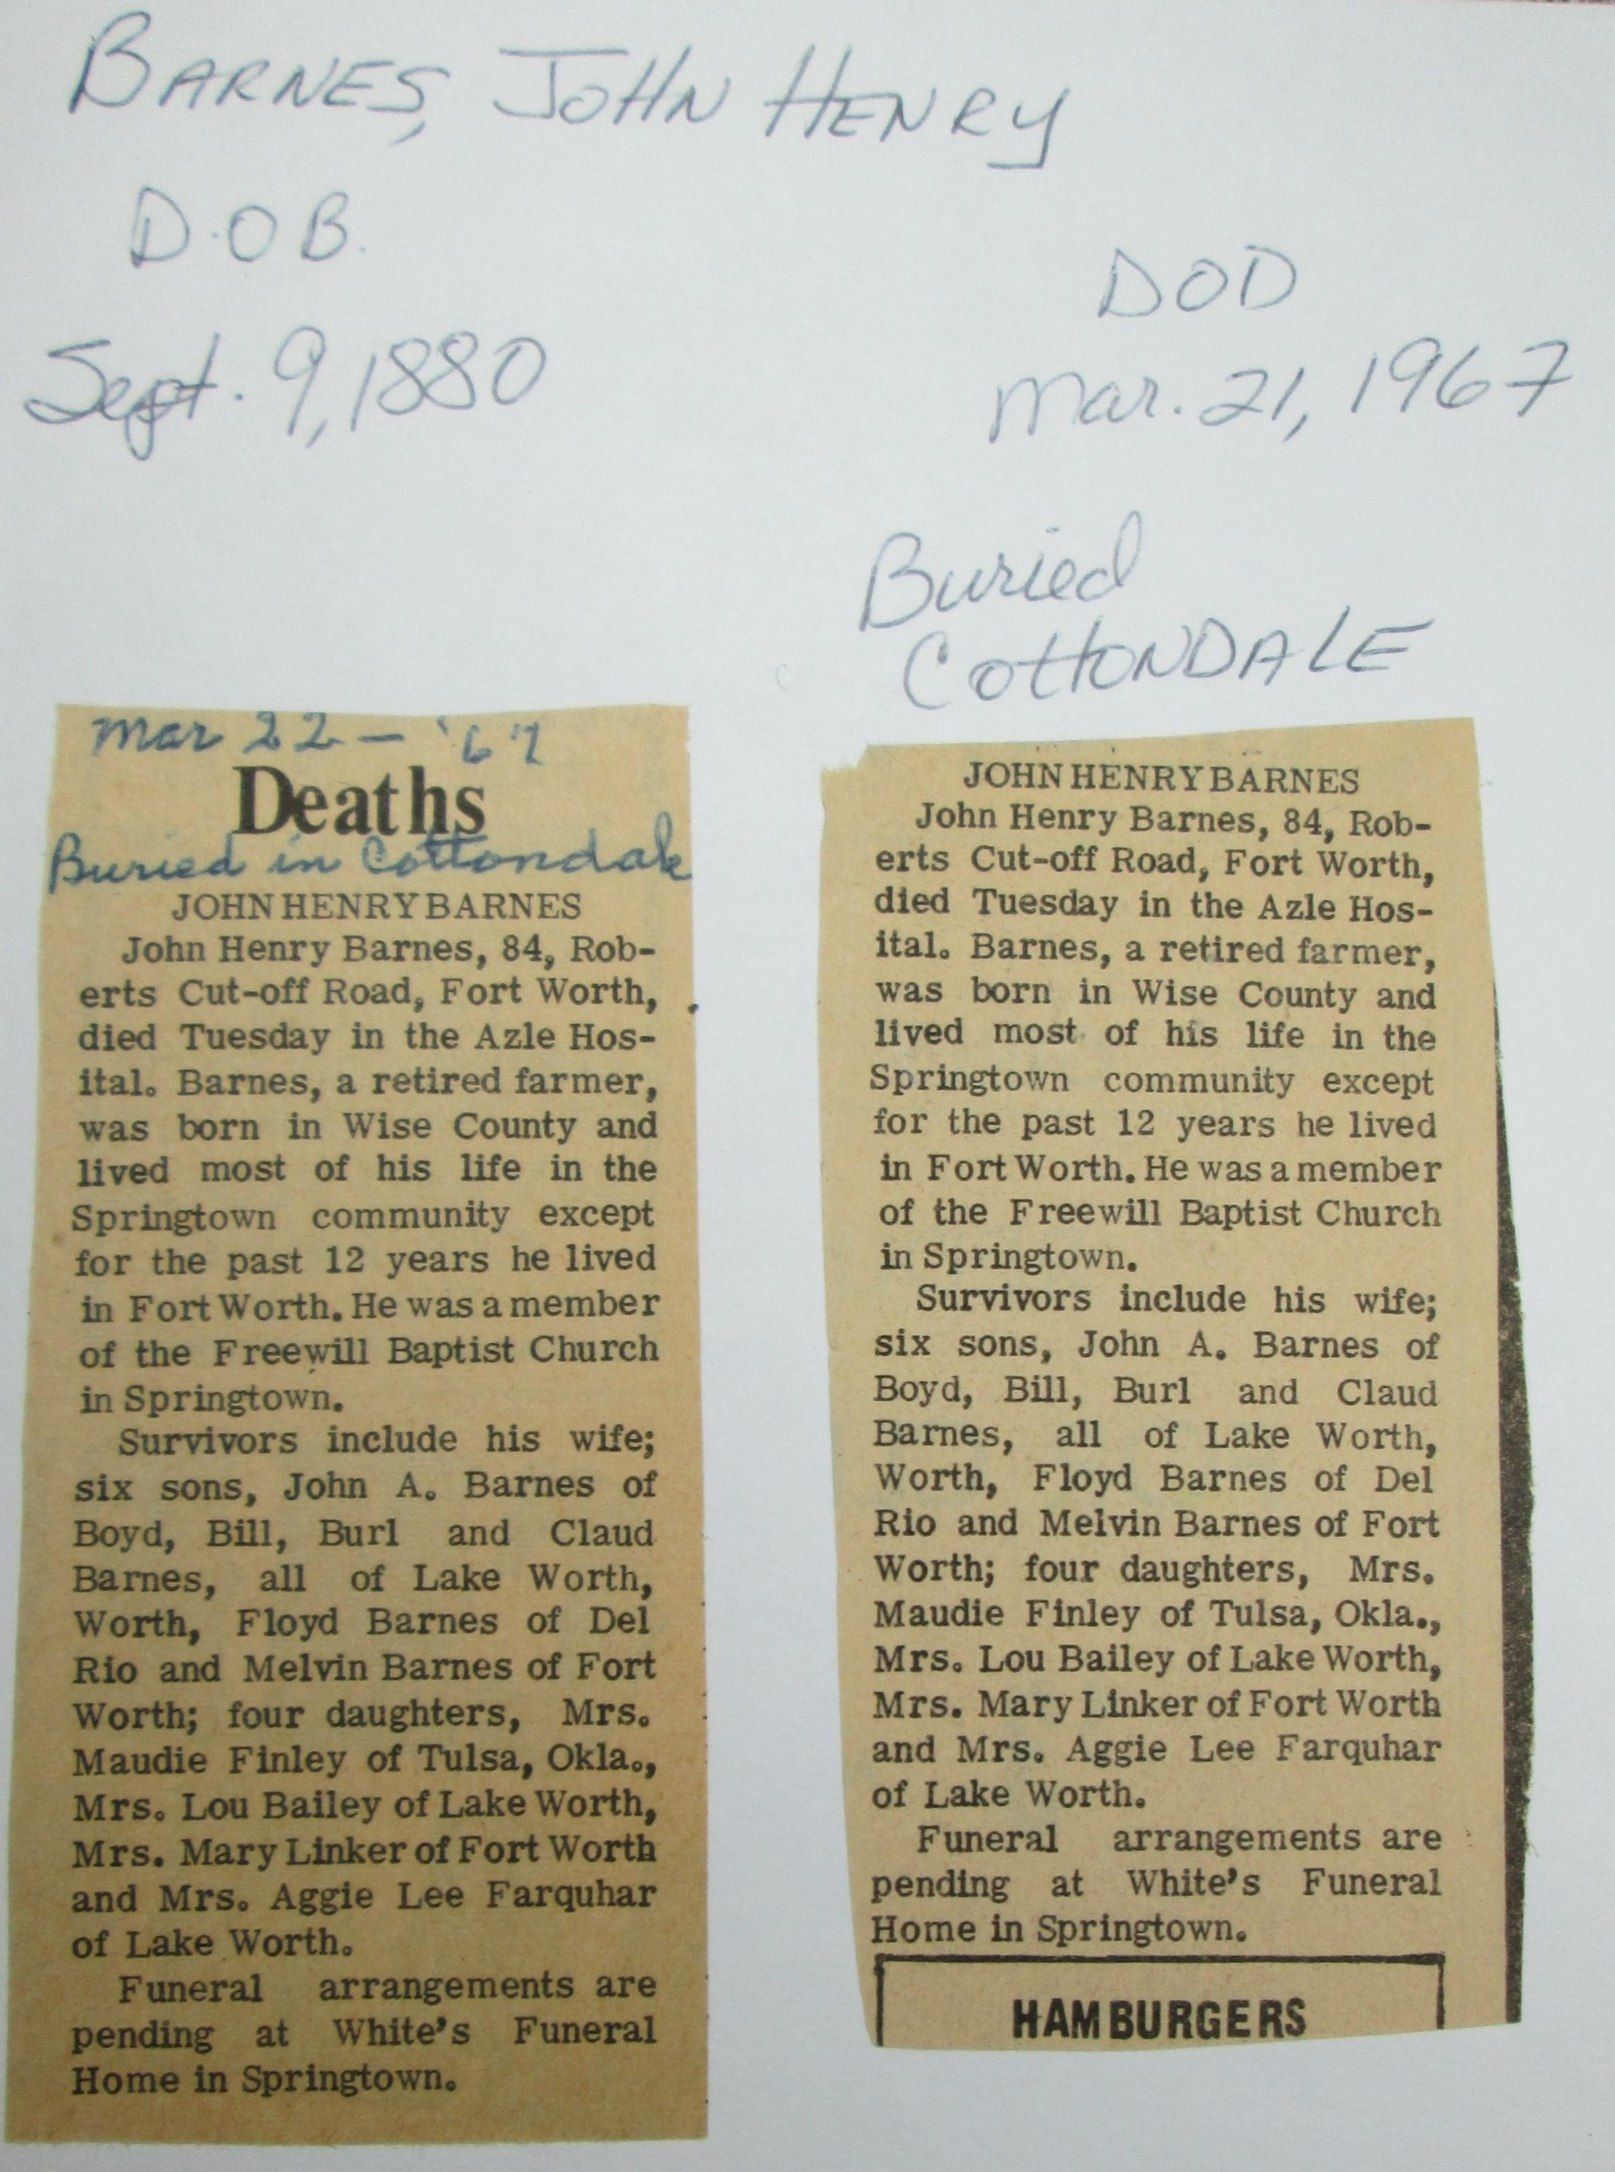 BARNES, JOHN HENRY
D.O B.
DOD
Sept. 9, 1880
Mar. 21, 1967
Buried
COTTONDALE
Mar 22 - '67
Deaths
Buried in Cottondale
JOHN HENRY BARNES
John Henry Barnes, 84, Rob-
erts Cut-off Road, Fort Worth,
died Tuesday in the Azle Hos-
ital. Barnes, a retired farmer,
was born in Wise County and
lived most of his life in the
Springtown community except
for the past 12 years he lived
in Fort Worth. He was a member
of the Freewill Baptist Church
in Springtown.
Survivors include his wife;
six sons, John A. Barnes of
Boyd, Bill, Burl and Claud
Barnes, all of Lake Worth,
Worth, Floyd Barnes of Del
Rio and Melvin Barnes of Fort
Worth; four daughters, Mrs.
Maudie Finley of Tulsa, Okla.,
Mrs. Lou Bailey of Lake Worth,
Mrs. Mary Linker of Fort Worth
and Mrs. Aggie Lee Farquhar
of Lake Worth.
Funeral arrangements are
pending at White's Funeral
Home in Springtown.
JOHN HENRY BARNES
John Henry Barnes, 84, Rob-
erts Cut-off Road, Fort Worth,
died Tuesday in the Azle Hos-
ital. Barnes, a retired farmer,
was born in Wise County and
lived most of his life in the
Springtown community except
for the past 12 years he lived
in Fort Worth. He was a member
of the Freewill Baptist Church
in Springtown.
Survivors include his wife;
six sons, John A. Barnes of
Boyd, Bill, Burl and Claud
Barnes, all of Lake Worth,
Worth, Floyd Barnes of Del
Rio and Melvin Barnes of Fort
Worth; four daughters, Mrs.
Maudie Finley of Tulsa, Okla.,
Mrs. Lou Bailey of Lake Worth,
Mrs. Mary Linker of Fort Worth
and Mrs. Aggie Lee Farquhar
of Lake Worth.
Funeral arrangements are
pending at White's Funeral
Home in Springtown.
HAMBURGERS